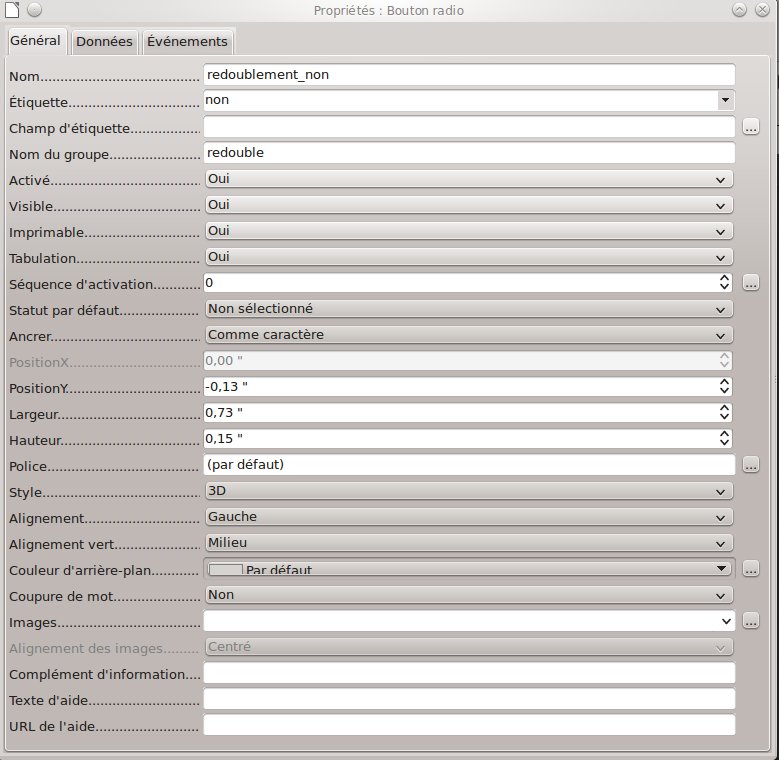 Propriétés : Bouton radio
Général Données Événements
Nom redoublement_non
Étiquette non
Champ d'étiquette ...
Nom du groupe redouble
Activé Oui
Visible Oui
Imprimable Oui
Tabulation Oui
Séquence d'activation 0 ...
Statut par défaut Non sélectionné
Ancrer Comme caractère
PositionX 0,00 "
PositionY -0,13 "
Largeur 0,73 "
Hauteur 0,15 "
Police (par défaut) ...
Style 3D
Alignement Gauche
Alignement vert. Milieu
Couleur d'arrière-plan Par défaut ...
Coupure de mot Non
Images ...
Alignement des images Centré
Complément d'information
Texte d'aide
URL de l'aide